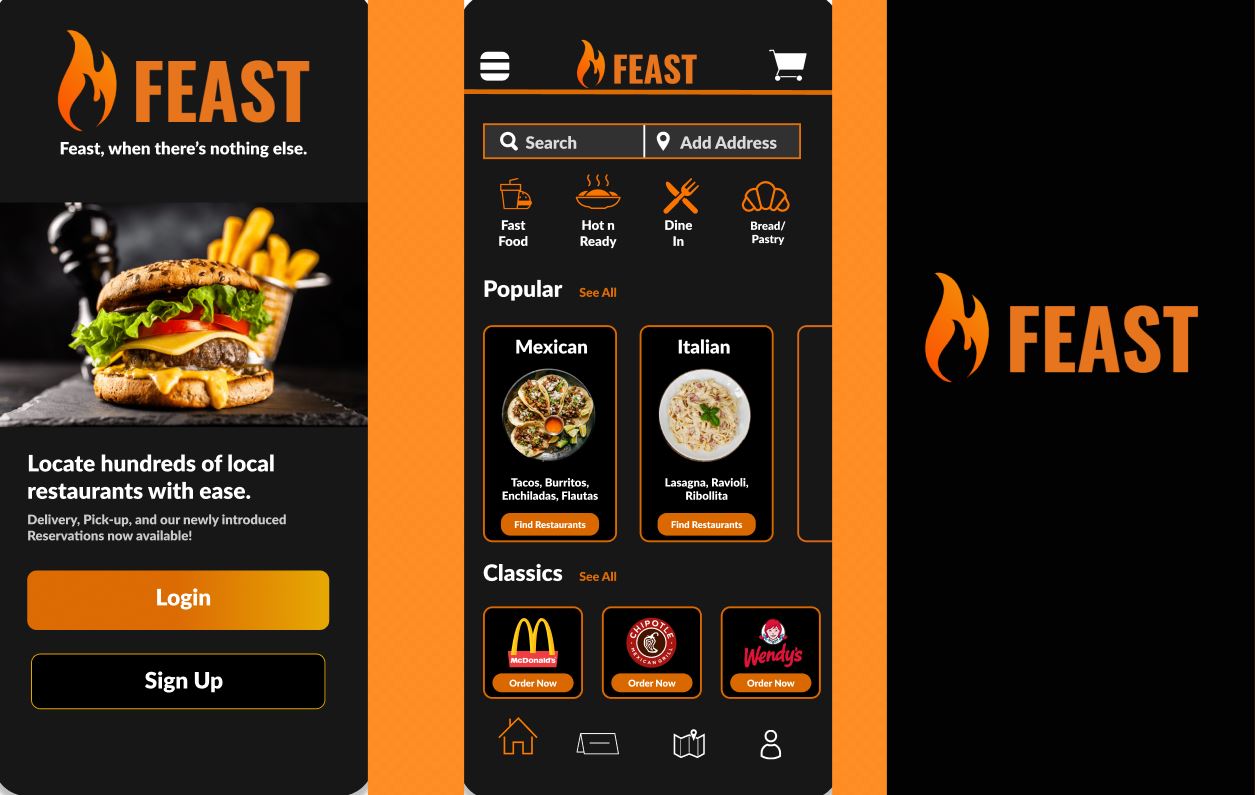 FEAST
Feast, when there's nothing else.
Locate hundreds of local
restaurants with ease.
Delivery, Pick-up, and our newly introduced
Reservations now available!
Login
Sign Up
FEAST
Search
Add Address
Fast
Food
Hot n
Ready
Dine
In
Bread/
Pastry
Popular See All
Mexican
Tacos, Burritos,
Enchiladas, Flautas
Find Restaurants
Italian
Lasagna, Ravioli,
Ribollita
Find Restaurants
Classics See All
McDonald's
Order Now
CHIPOTLE
MEXICAN GRILL
Order Now
Wendy's
Order Now
FEAST